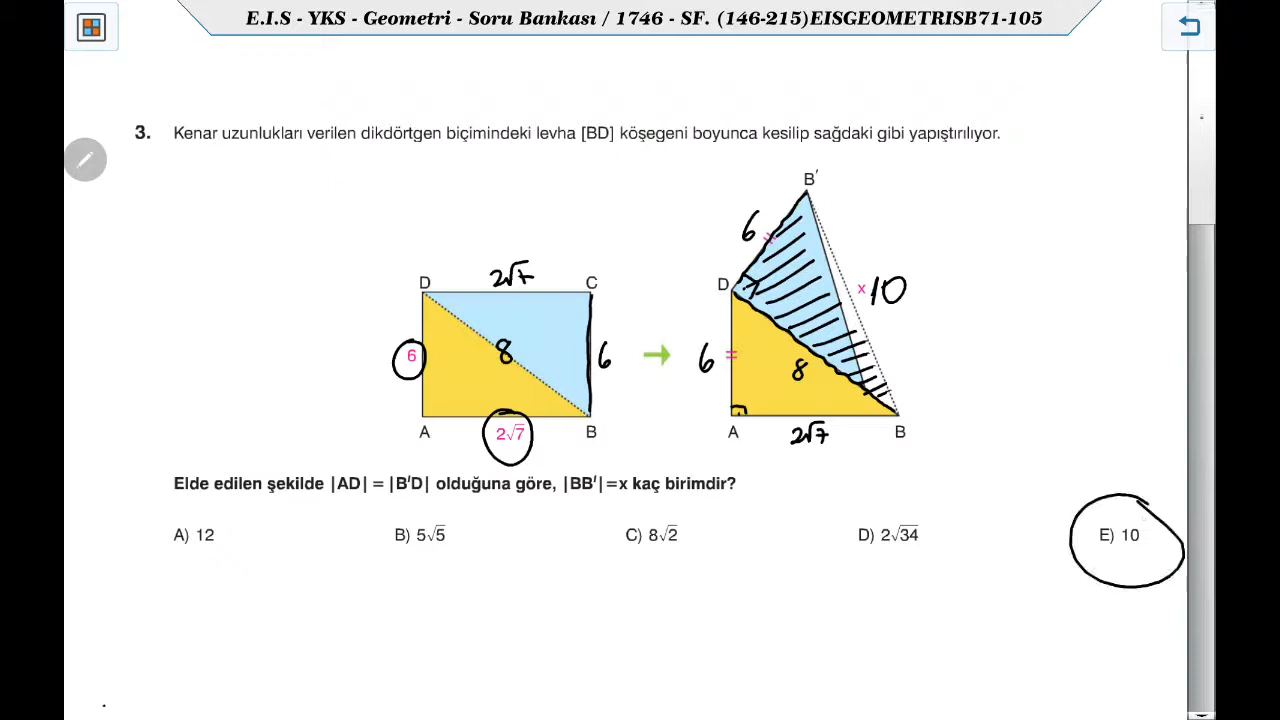 E.I.S - YKS - Geometri - Soru Bankası / 1746 - SF. (146-215)EISGEOMETRISB71-105
3. Kenar uzunlukları verilen dikdörtgen biçimindeki levha [BD] köşegeni boyunca kesilip sağdaki gibi yapıştırılıyor.
B′
6
2√7
D C D x 10
6 8 6 6 8
2√7
A B A 2√7 B
Elde edilen şekilde |AD| = |B′D| olduğuna göre, |BB′|=x kaç birimdir?
A) 12 B) 5√5 C) 8√2 D) 2√34 E) 10